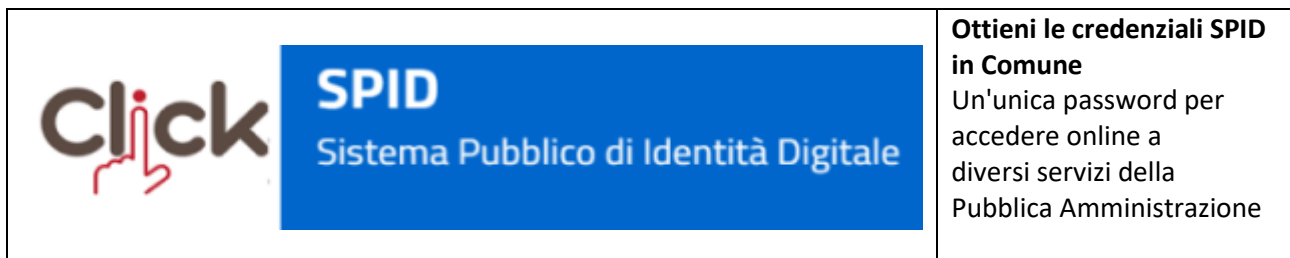 Click
SPID
Sistema Pubblico di Identità Digitale
Ottieni le credenziali SPID
in Comune
Un'unica password per
accedere online a
diversi servizi della
Pubblica Amministrazione